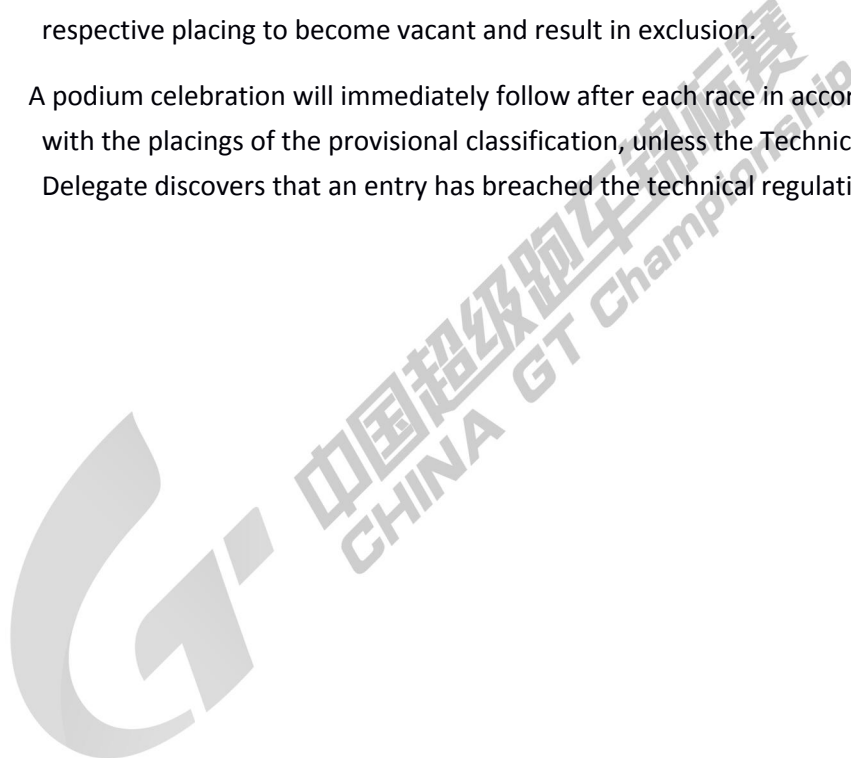 respective placing to become vacant and result in exclusion.
A podium celebration will immediately follow after each race in accor
with the placings of the provisional classification, unless the Technic
Delegate discovers that an entry has breached the technical regulati
中国超级跑车锦标赛
CHINA GT Championship